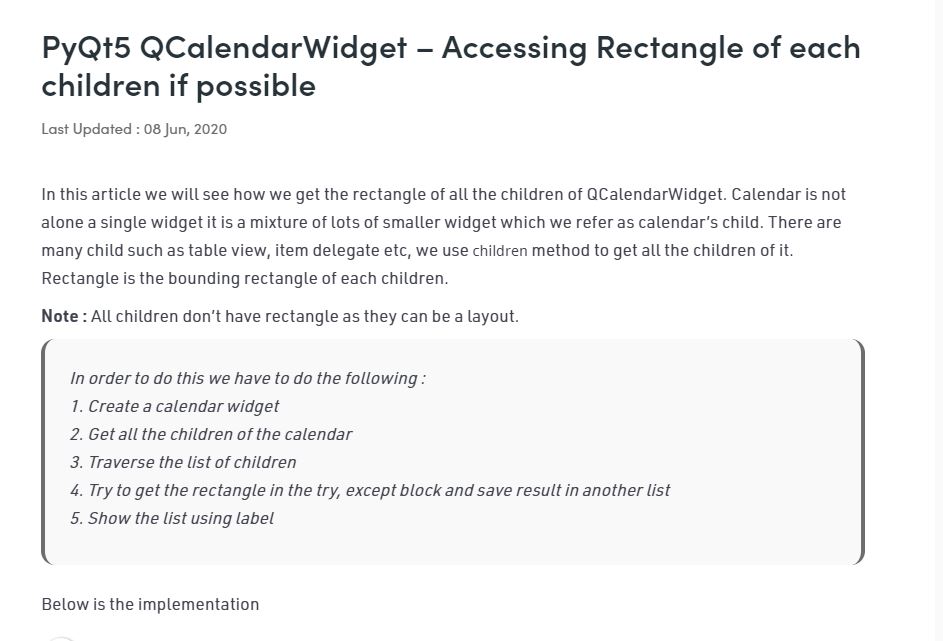 PyQt5 QCalendarWidget – Accessing Rectangle of each
children if possible
Last Updated : 08 Jun, 2020
In this article we will see how we get the rectangle of all the children of QCalendarWidget. Calendar is not
alone a single widget it is a mixture of lots of smaller widget which we refer as calendar's child. There are
many child such as table view, item delegate etc, we use children method to get all the children of it.
Rectangle is the bounding rectangle of each children.
Note : All children don't have rectangle as they can be a layout.
In order to do this we have to do the following :
1. Create a calendar widget
2. Get all the children of the calendar
3. Traverse the list of children
4. Try to get the rectangle in the try, except block and save result in another list
5. Show the list using label
Below is the implementation